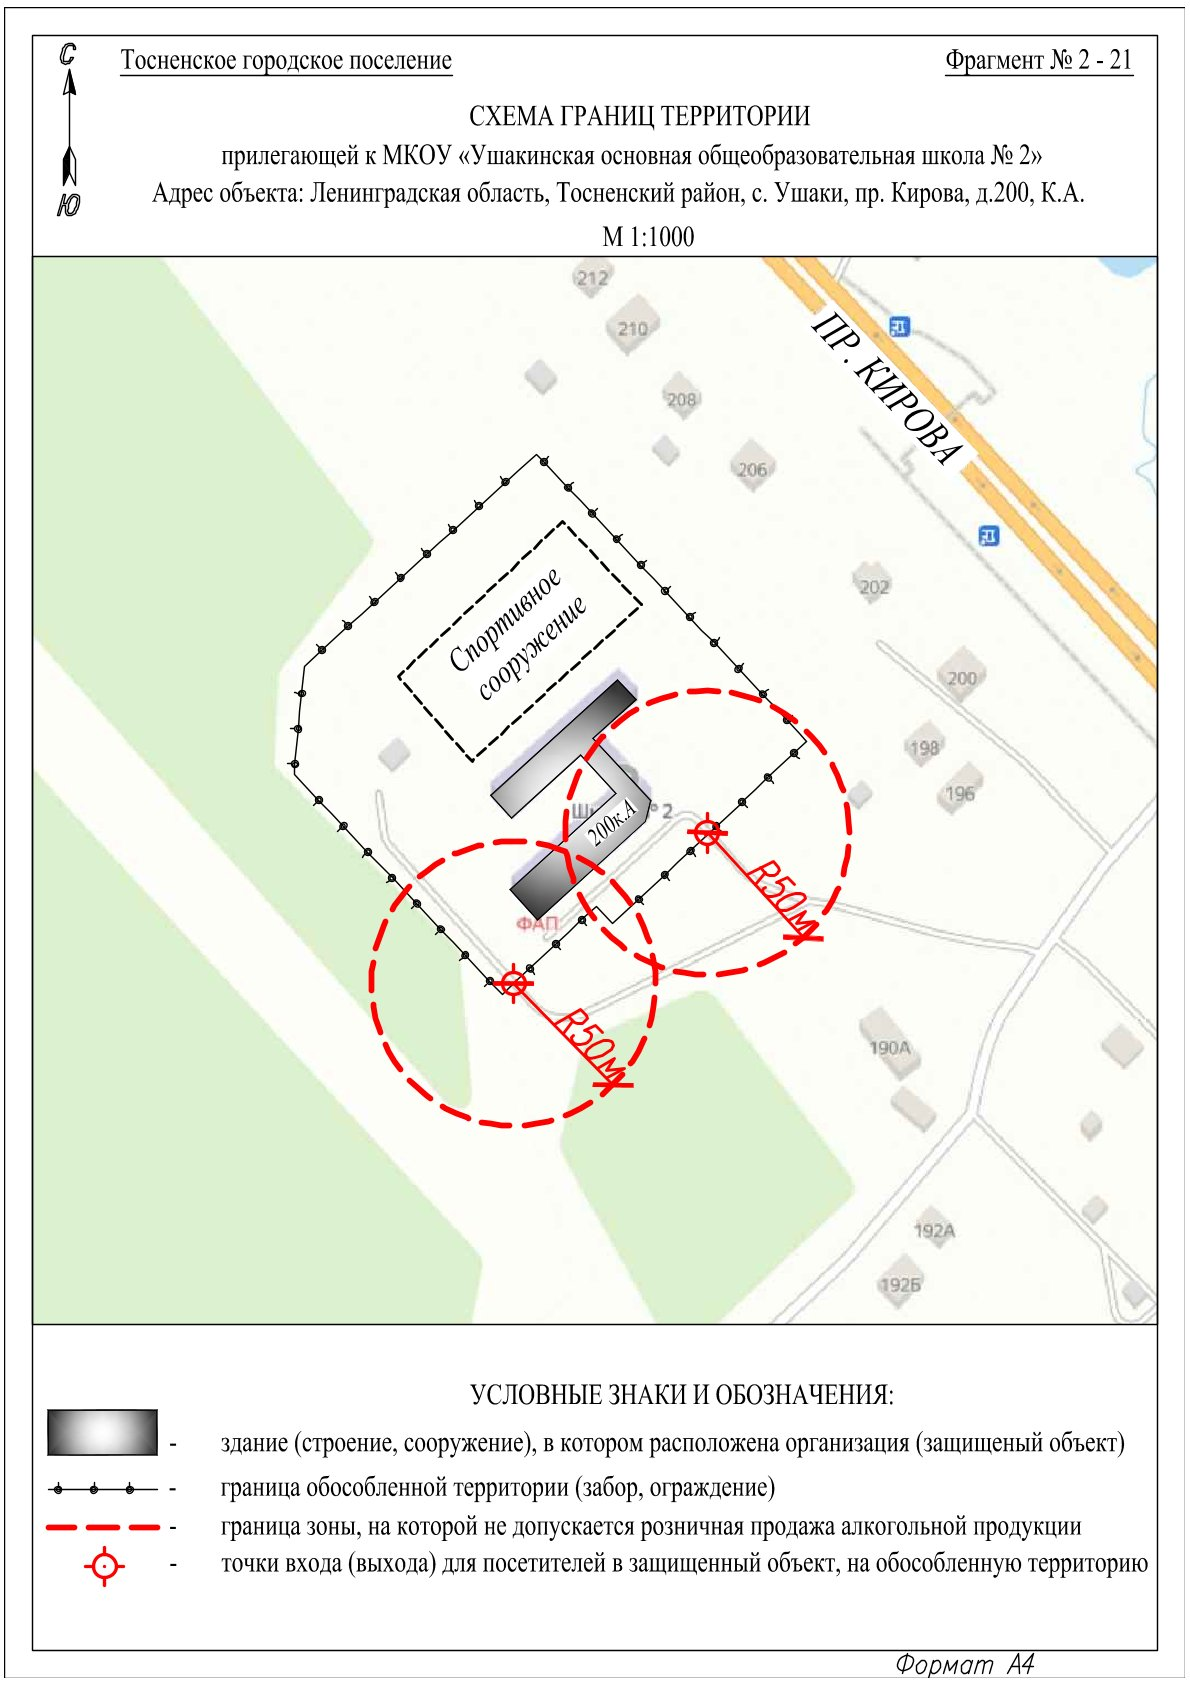 С
Ю
Тосненское городское поселение
Фрагмент № 2 - 21
СХЕМА ГРАНИЦ ТЕРРИТОРИИ
прилегающей к МКОУ «Ушакинская основная общеобразовательная школа № 2»
Адрес объекта: Ленинградская область, Тосненский район, с. Ушаки, пр. Кирова, д.200, К.А.
М 1:1000
212
210
208
206
ПР. КИРОВА
202
200
198
196
Спортивное
сооружение
2
200к.А
ФАП
R50м
R50м
190А
192А
192Б
УСЛОВНЫЕ ЗНАКИ И ОБОЗНАЧЕНИЯ:
- здание (строение, сооружение), в котором расположена организация (защищеный объект)
- граница обособленной территории (забор, ограждение)
- граница зоны, на которой не допускается розничная продажа алкогольной продукции
- точки входа (выхода) для посетителей в защищенный объект, на обособленную территорию
Формат А4